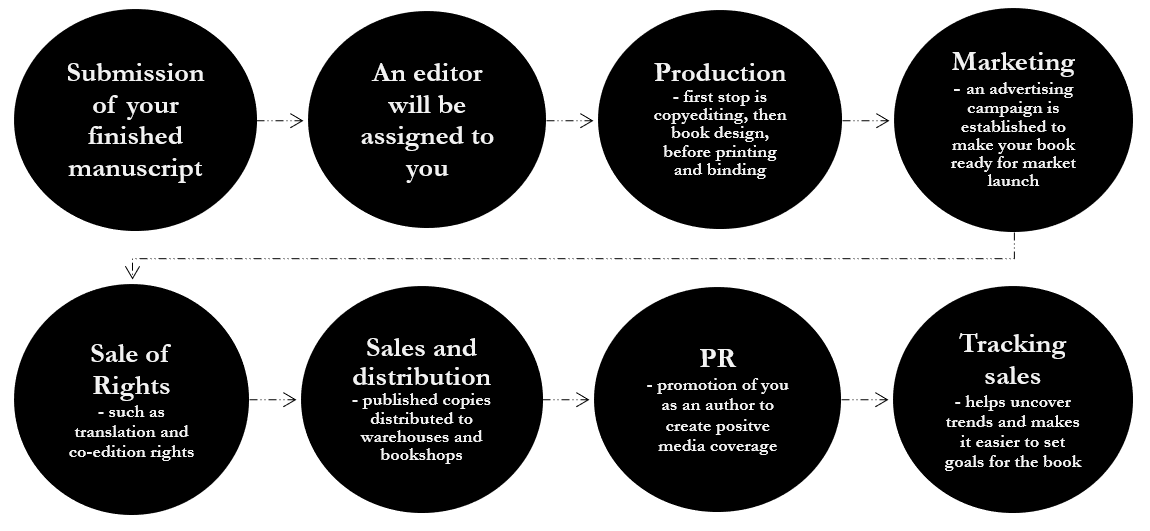 Submission
of your
finished
manuscript
An editor
will be
assigned to
you
Production
- first stop is
copyediting, then
book design,
before printing
and binding
Marketing
- an advertising
campaign is
established to
make your book
ready for market
launch
Sale of
Rights
- such as
translation and
co-edition rights
Sales and
distribution
- published copies
distributed to
warehouses and
bookshops
PR
- promotion of you
as an author to
create positve
media coverage
Tracking
sales
- helps uncover
trends and makes
it easier to set
goals for the book